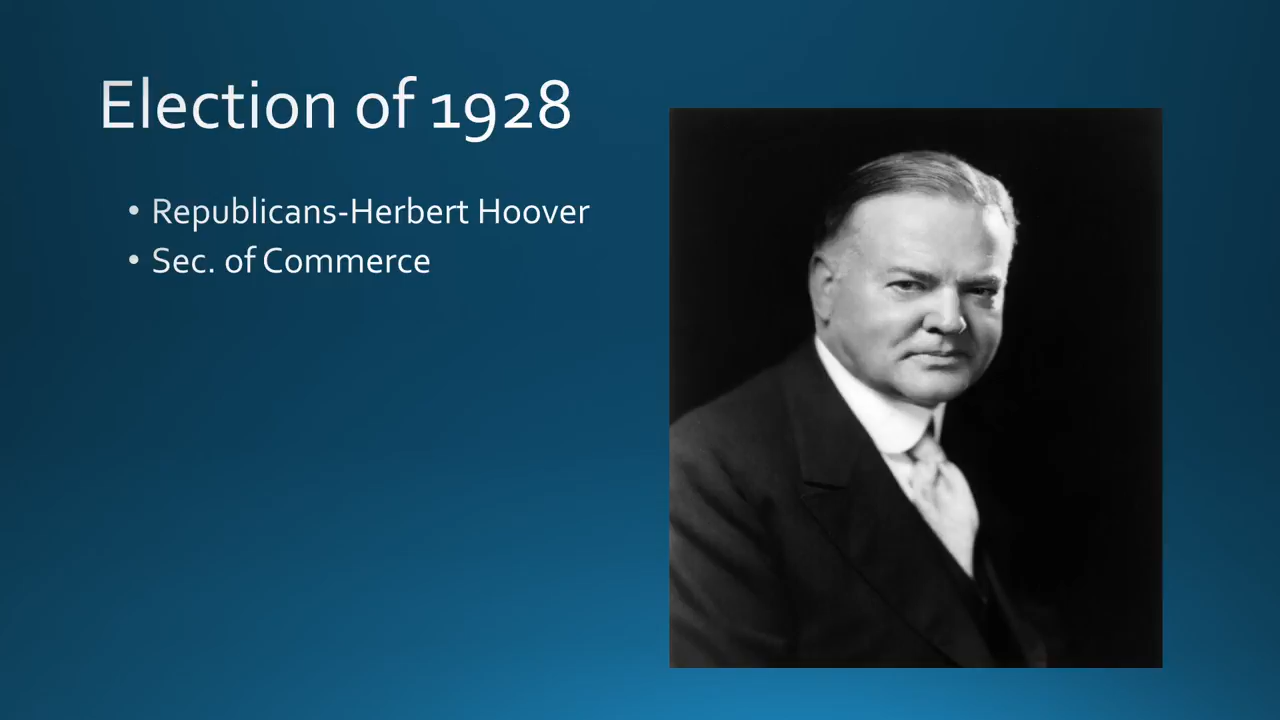 Election of 1928
• Republicans-Herbert Hoover
• Sec. of Commerce